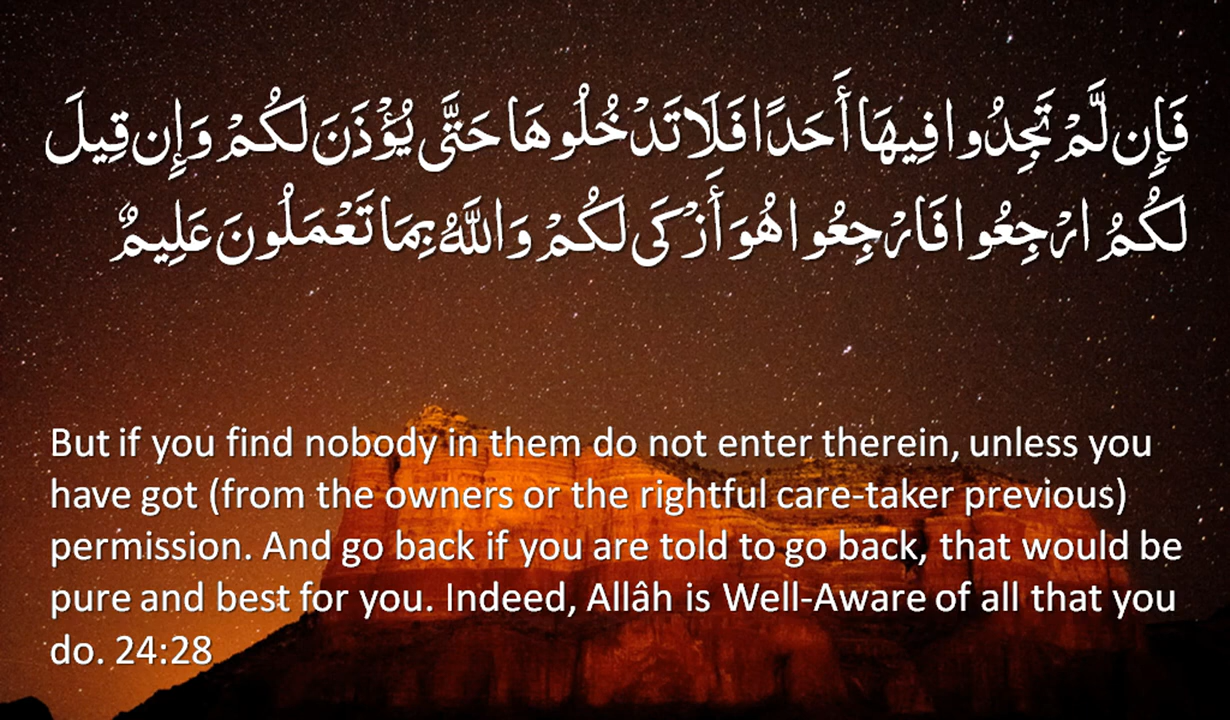 فَإِن لَّمْ تَجِدُوا فِيهَا أَحَدًا فَلَا تَدْخُلُوهَا حَتَّى يُؤْذَنَ لَكُمْ وَإِن قِيلَ
لَكُمُ ارْجِعُوا فَارْجِعُوا هُوَ أَزْكَى لَكُمْ وَاللَّهُ بِمَا تَعْمَلُونَ عَلِيمٌ
But if you find nobody in them do not enter therein, unless you
have got (from the owners or the rightful care-taker previous)
permission. And go back if you are told to go back, that would be
pure and best for you. Indeed, Allâh is Well-Aware of all that you
do. 24:28